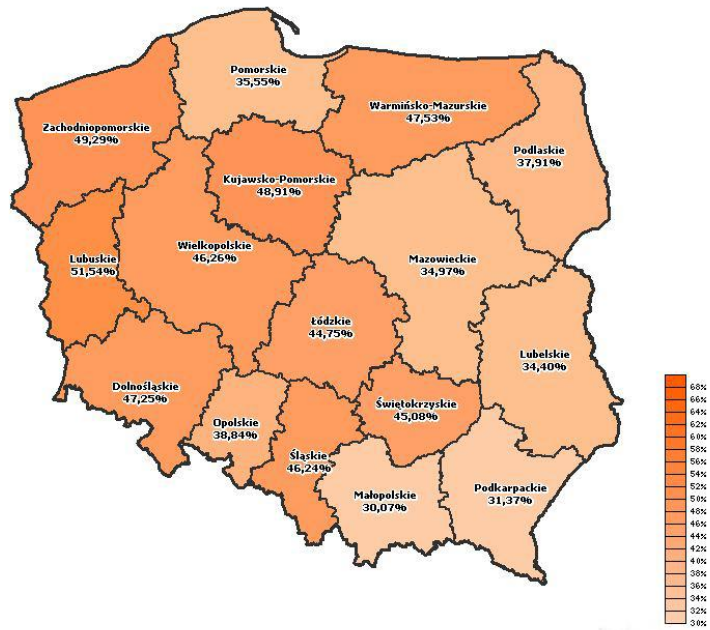 Pomorskie
35,55%
Warmińsko-Mazurskie
47,53%
Zachodniopomorskie
49,29%
Podlaskie
37,91%
Kujawsko-Pomorskie
48,91%
Wielkopolskie
46,26%
Lubuskie
51,54%
Mazowieckie
34,97%
Łódzkie
44,75%
Lubelskie
34,40%
Dolnośląskie
47,25%
Opolskie
38,84%
Świętokrzyskie
45,08%
Śląskie
46,24%
Małopolskie
30,07%
Podkarpackie
31,37%
68%
66%
64%
62%
60%
58%
56%
54%
52%
50%
48%
46%
44%
42%
40%
38%
36%
34%
32%
30%